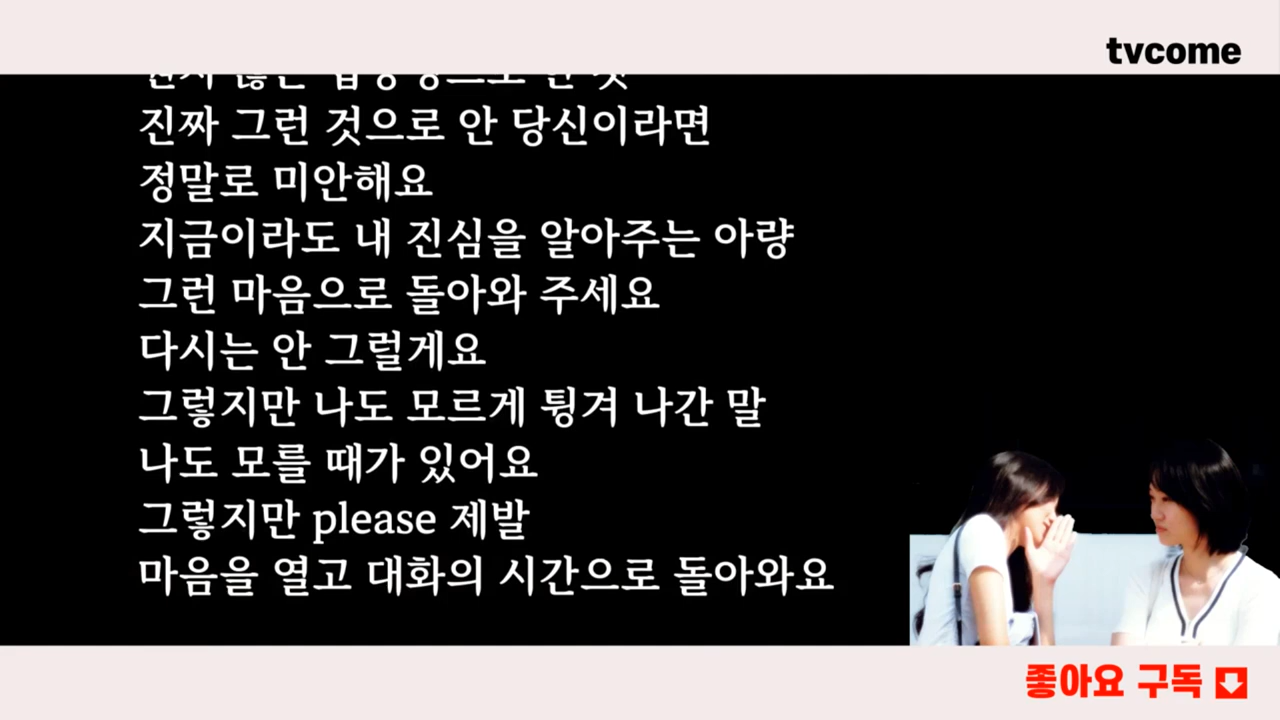 tvcome
진짜 그런 것으로 안 당신이라면
정말로 미안해요
지금이라도 내 진심을 알아주는 아량
그런 마음으로 돌아와 주세요
다시는 안 그럴게요
그렇지만 나도 모르게 튕겨 나간 말
나도 모를 때가 있어요
그렇지만 please 제발
마음을 열고 대화의 시간으로 돌아와요
좋아요 구독